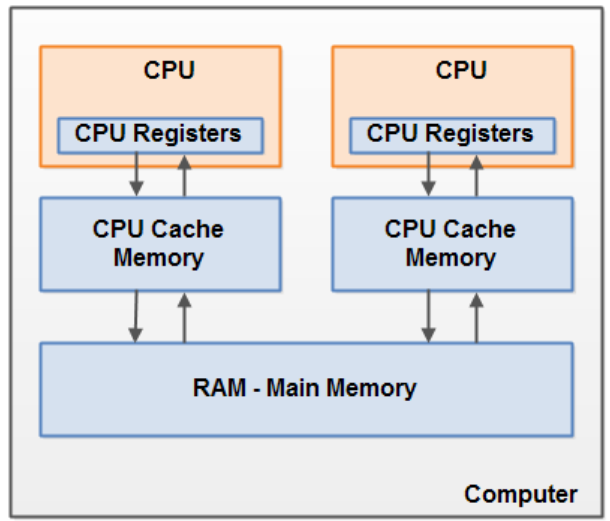 CPU
CPU
CPU Registers
CPU Registers
CPU Cache
Memory
CPU Cache
Memory
RAM - Main Memory
Computer